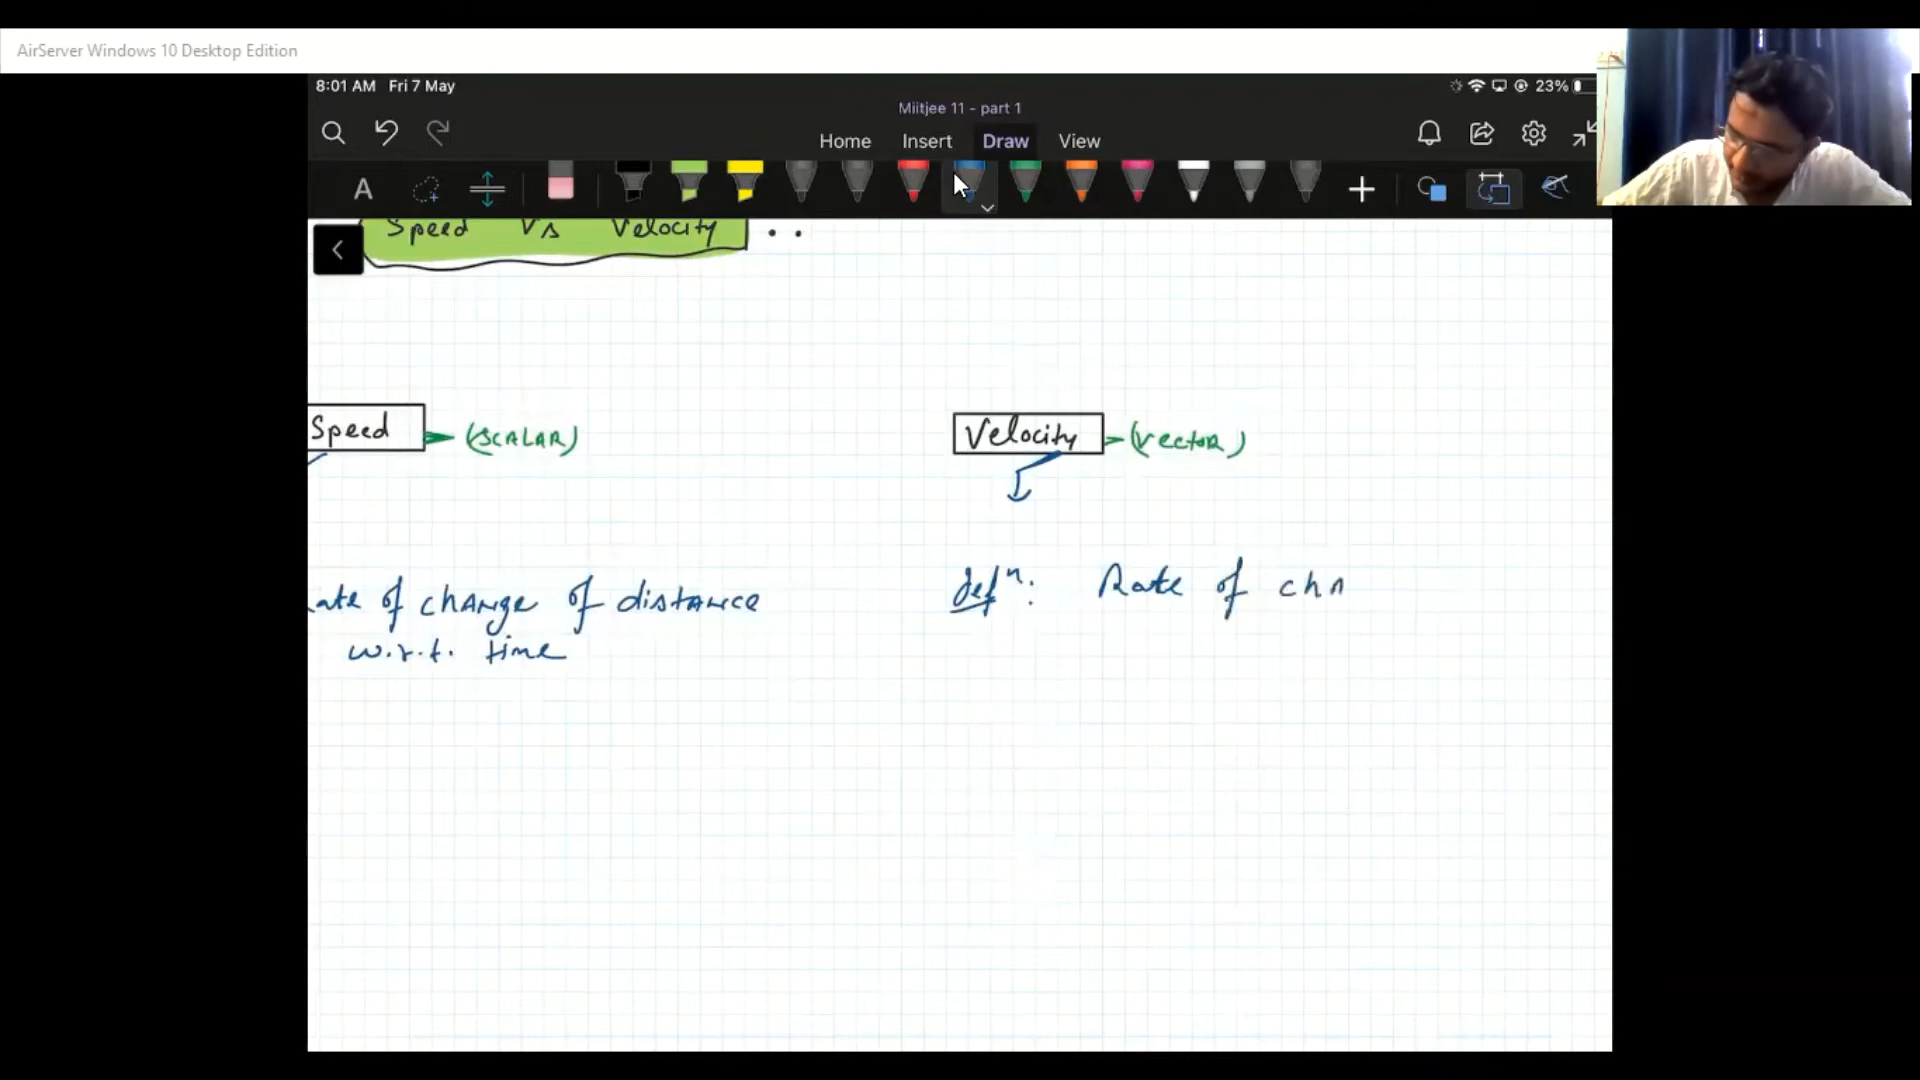 AirServer Windows 10 Desktop Edition
8:01 AM Fri 7 May
23%
Miitjee 11 - part 1
Home Insert Draw View
A
Speed Vs Velocity ..
Speed (SCALAR)
Velocity (Vector)
ate of change of distance
w.r.t. time
defn: Rate of cha